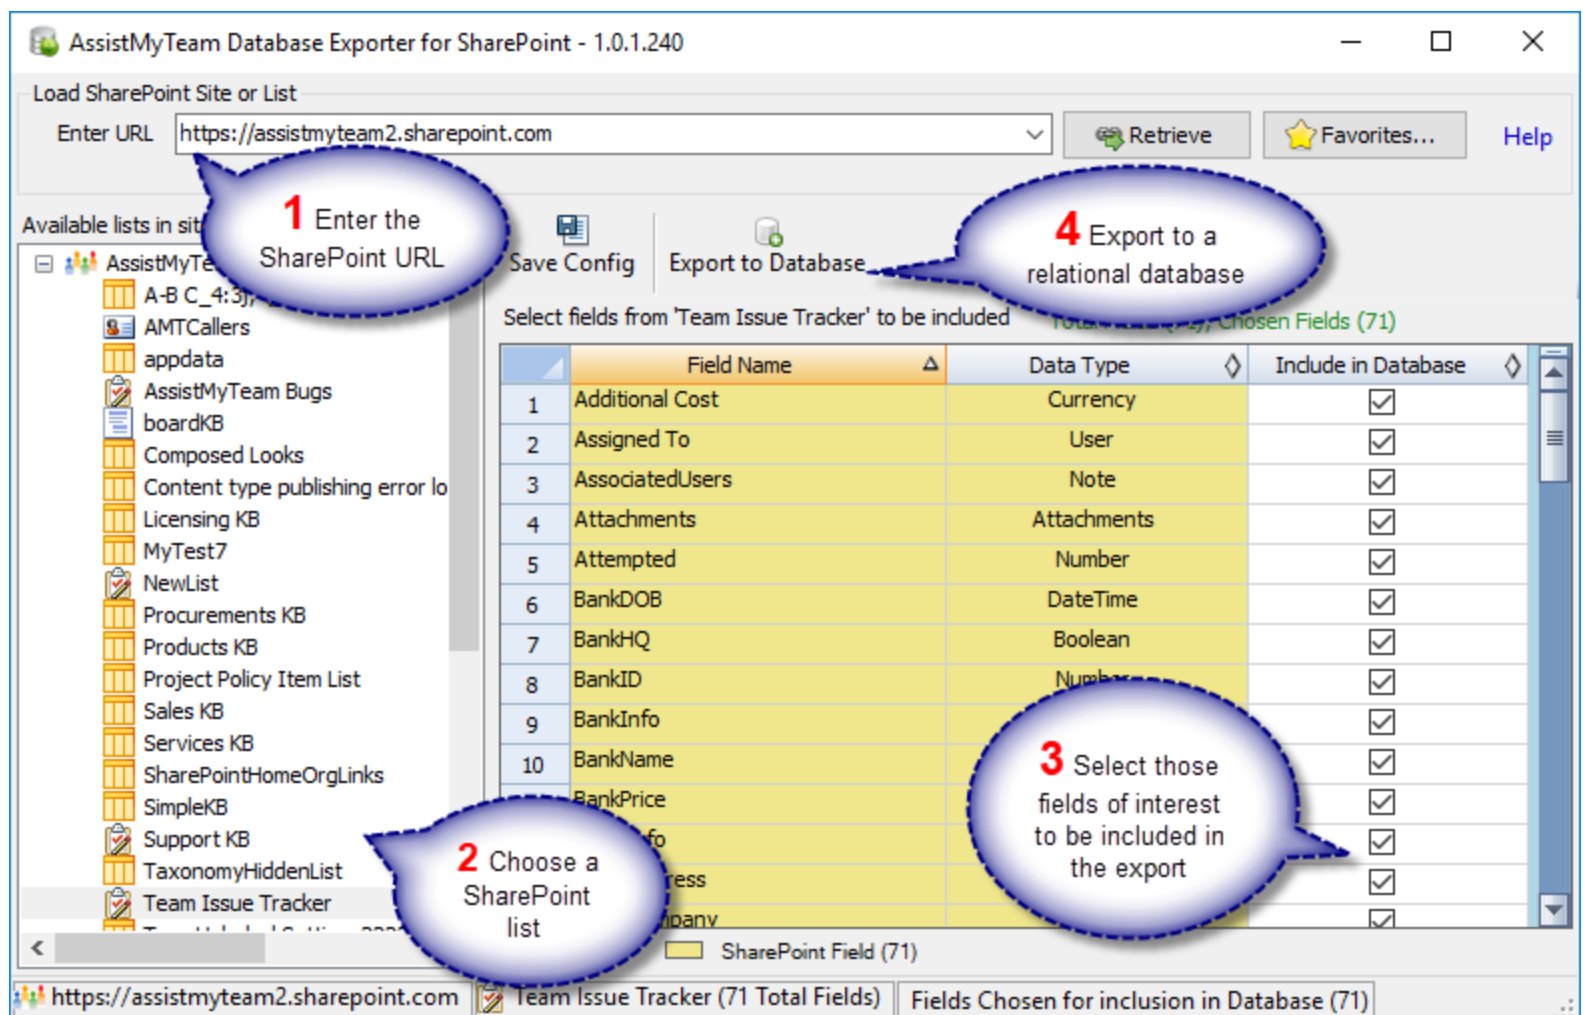 AssistMyTeam Database Exporter for SharePoint - 1.0.1.240
Load SharePoint Site or List
Enter URL https://assistmyteam2.sharepoint.com Retrieve Favorites... Help
1 Enter the
SharePoint URL
Available lists in
AssistMyTe
A-B C_4:3j,
AMTCallers
appdata
AssistMyTeam Bugs
boardKB
Composed Looks
Content type publishing error lo
Licensing KB
MyTest7
NewList
Procurements KB
Products KB
Project Policy Item List
Sales KB
Services KB
SharePointHomeOrgLinks
SimpleKB
Support KB
TaxonomyHiddenList
Team Issue Tracker
2 Choose a
SharePoint
list
Save Config Export to Database
4 Export to a
relational database
Select fields from 'Team Issue Tracker' to be included
Chosen Fields (71)
Field Name Data Type Include in Database
1 Additional Cost Currency
2 Assigned To User
3 AssociatedUsers Note
4 Attachments Attachments
5 Attempted Number
6 BankDOB DateTime
7 BankHQ Boolean
8 BankID Number
9 BankInfo
10 BankName
BankPrice
fo
ress
mpany
3 Select those
fields of interest
to be included in
the export
SharePoint Field (71)
https://assistmyteam2.sharepoint.com Team Issue Tracker (71 Total Fields) Fields Chosen for inclusion in Database (71)